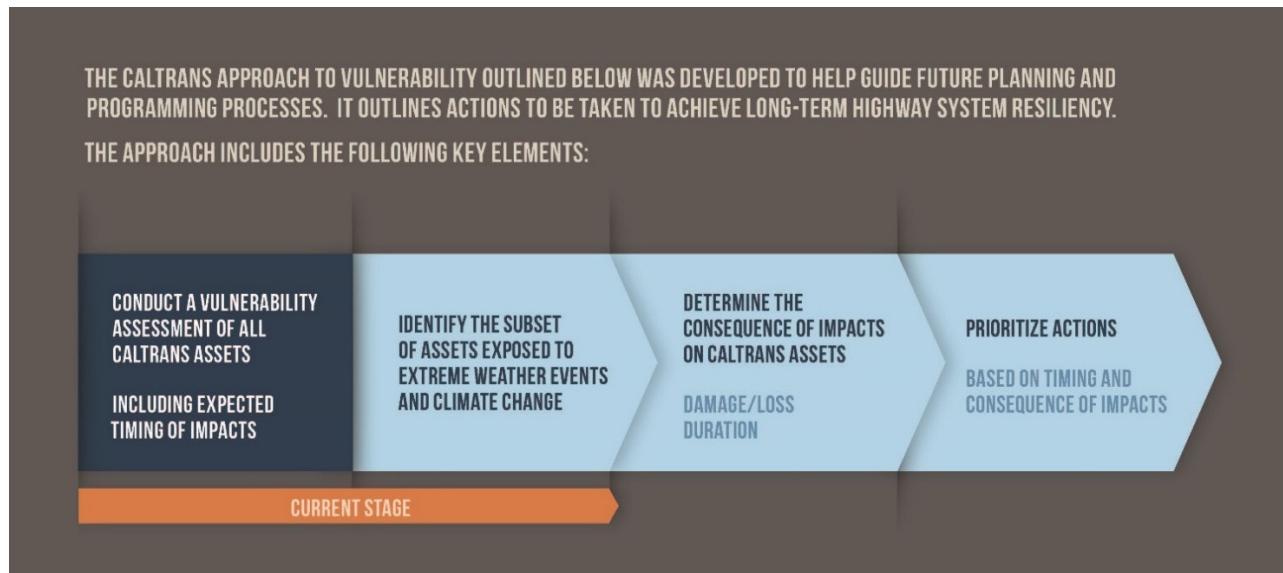 THE CALTRANS APPROACH TO VULNERABILITY OUTLINED BELOW WAS DEVELOPED TO HELP GUIDE FUTURE PLANNING AND
PROGRAMMING PROCESSES. IT OUTLINES ACTIONS TO BE TAKEN TO ACHIEVE LONG-TERM HIGHWAY SYSTEM RESILIENCY.
THE APPROACH INCLUDES THE FOLLOWING KEY ELEMENTS:
CONDUCT A VULNERABILITY
ASSESSMENT OF ALL
CALTRANS ASSETS
INCLUDING EXPECTED
TIMING OF IMPACTS
IDENTIFY THE SUBSET
OF ASSETS EXPOSED TO
EXTREME WEATHER EVENTS
AND CLIMATE CHANGE
DETERMINE THE
CONSEQUENCE OF IMPACTS
ON CALTRANS ASSETS
DAMAGE/LOSS
DURATION
PRIORITIZE ACTIONS
BASED ON TIMING AND
CONSEQUENCE OF IMPACTS
CURRENT STAGE